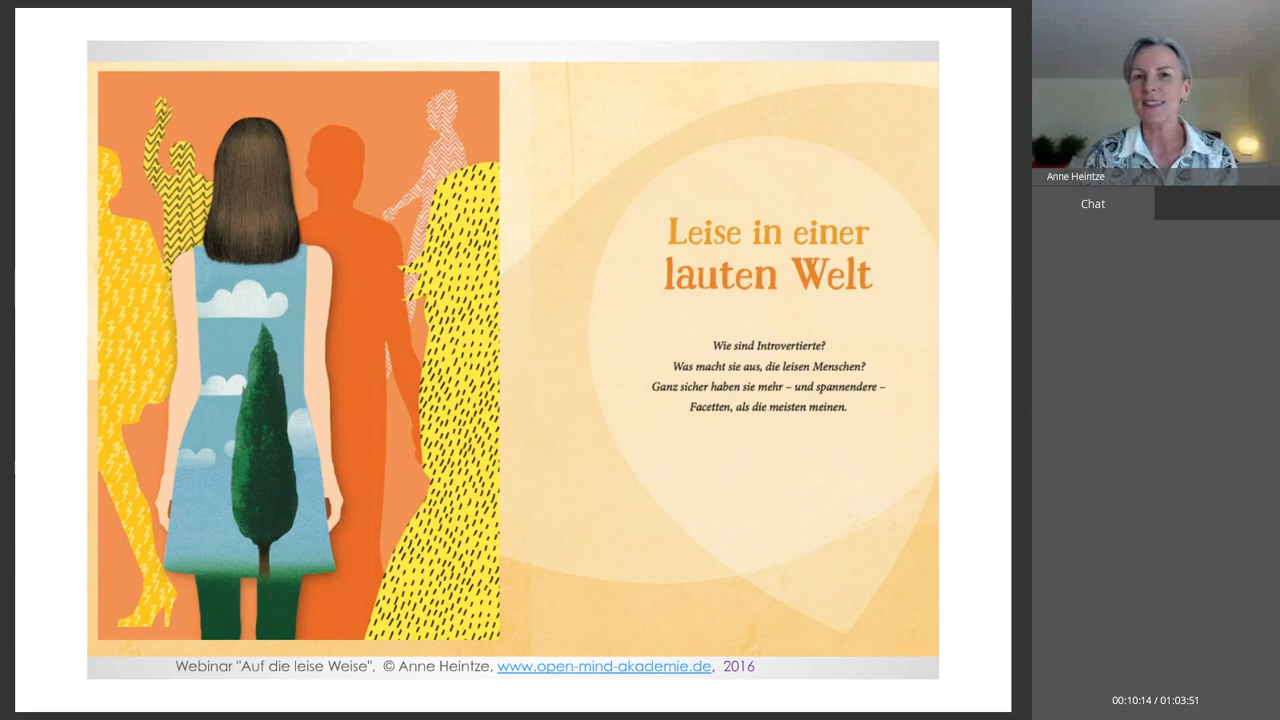 Leise in einer
lauten Welt
Wie sind Introvertierte?
Was macht sie aus, die leisen Menschen?
Ganz sicher haben sie mehr – und spannendere –
Facetten, als die meisten meinen.
Webinar "Auf die leise Weise", © Anne Heintze, www.open-mind-akademie.de, 2016
Anne Heintze
Chat
00:10:14 / 01:03:51